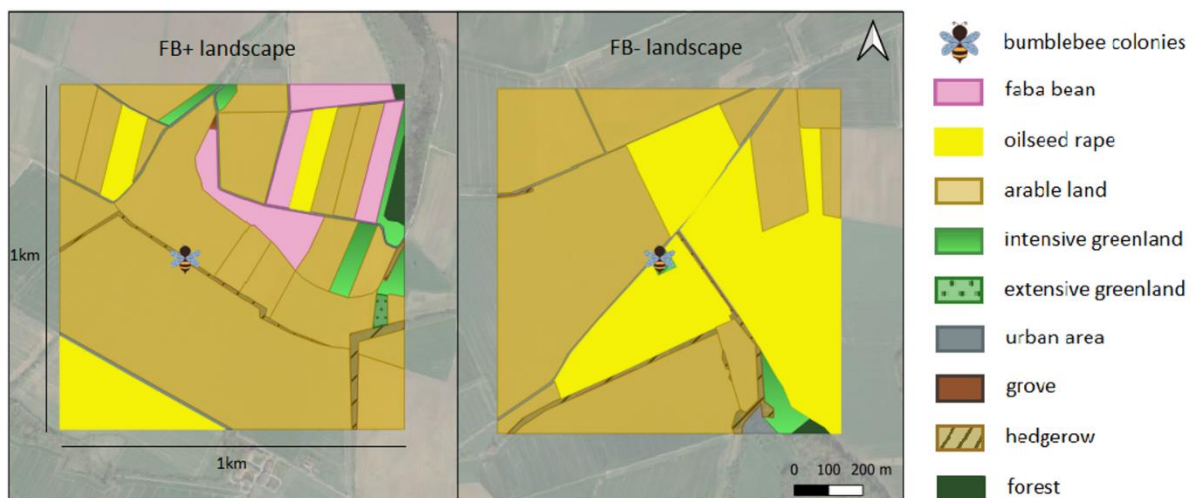 FB+ landscape
FB- landscape
1km
1km
0 100 200 m
bumblebee colonies
faba bean
oilseed rape
arable land
intensive greenland
extensive greenland
urban area
grove
hedgerow
forest